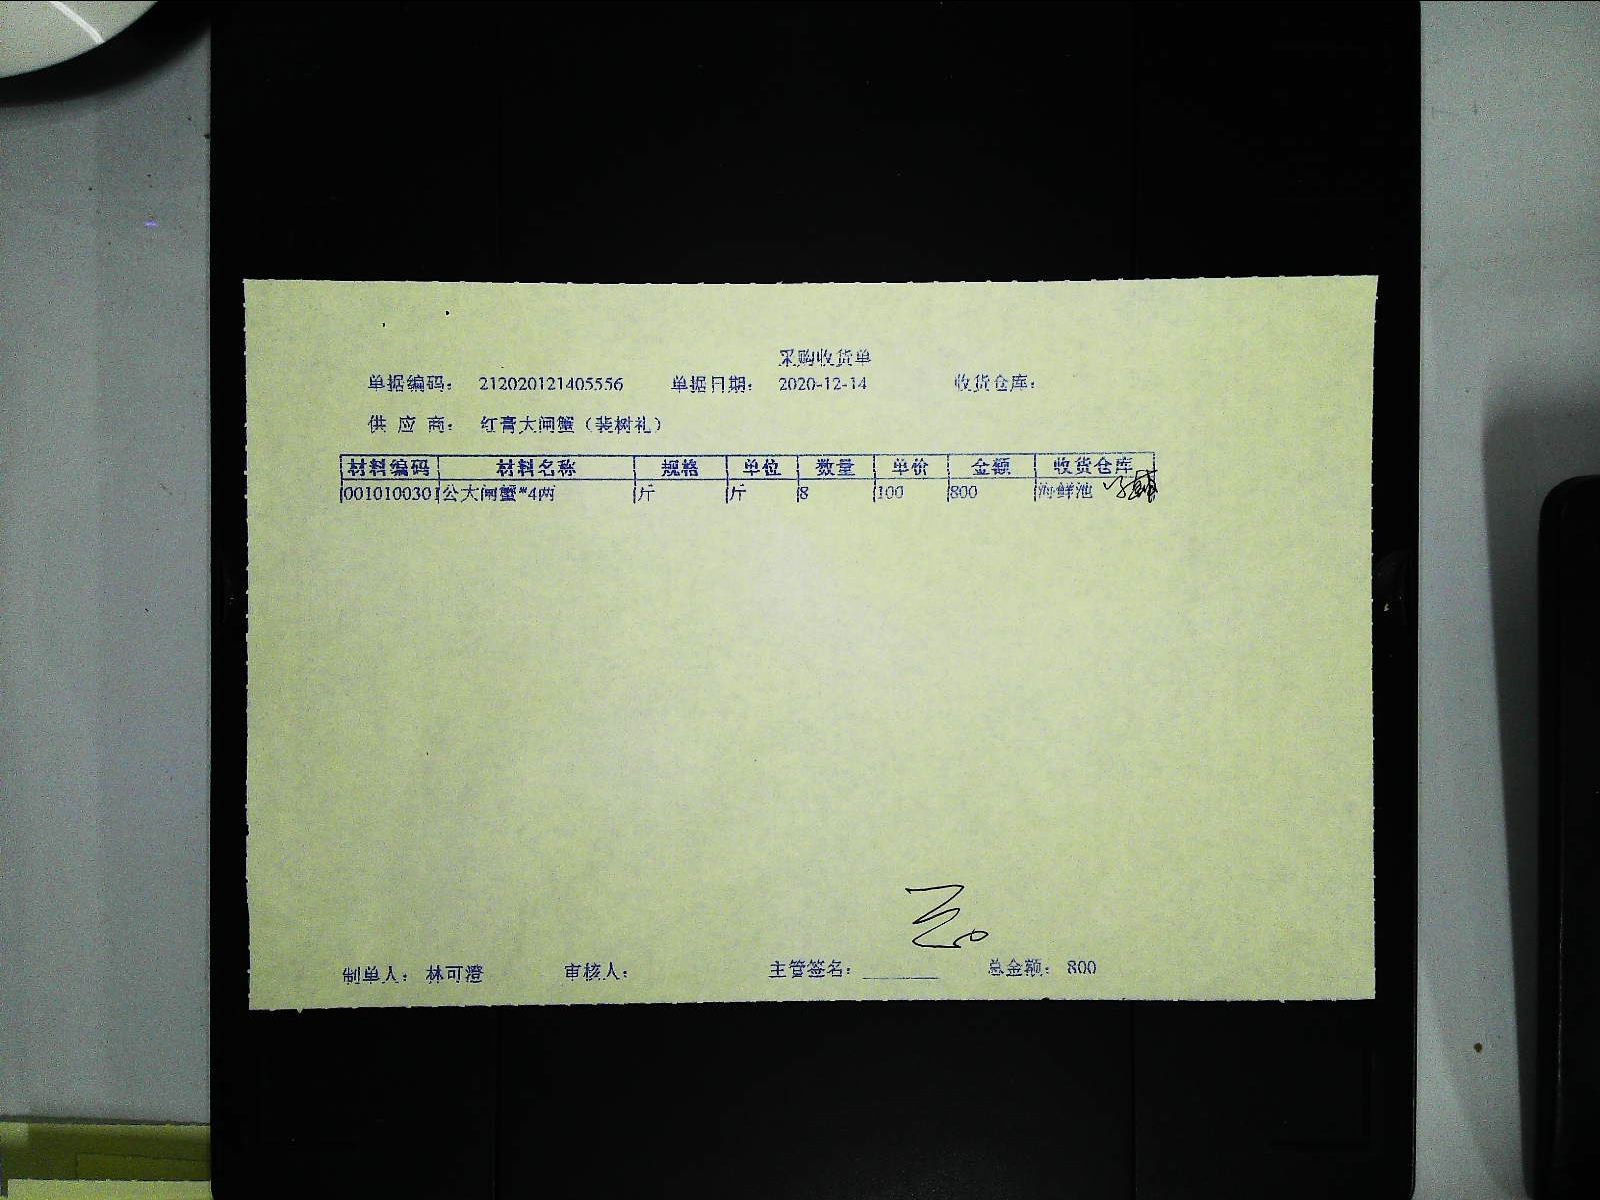 采购收货单
单据编码： 212020121405556 单据日期： 2020-12-14 收货仓库：
供 应 商： 红膏大闸蟹（裴树礼）
材料编码 材料名称 规格 单位 数量 单价 金额 收货仓库
0010100301 公大闸蟹*4两 斤 斤 8 100 800 海鲜池
制单人： 林可澄 审核人： 主管签名： 总金额： 800